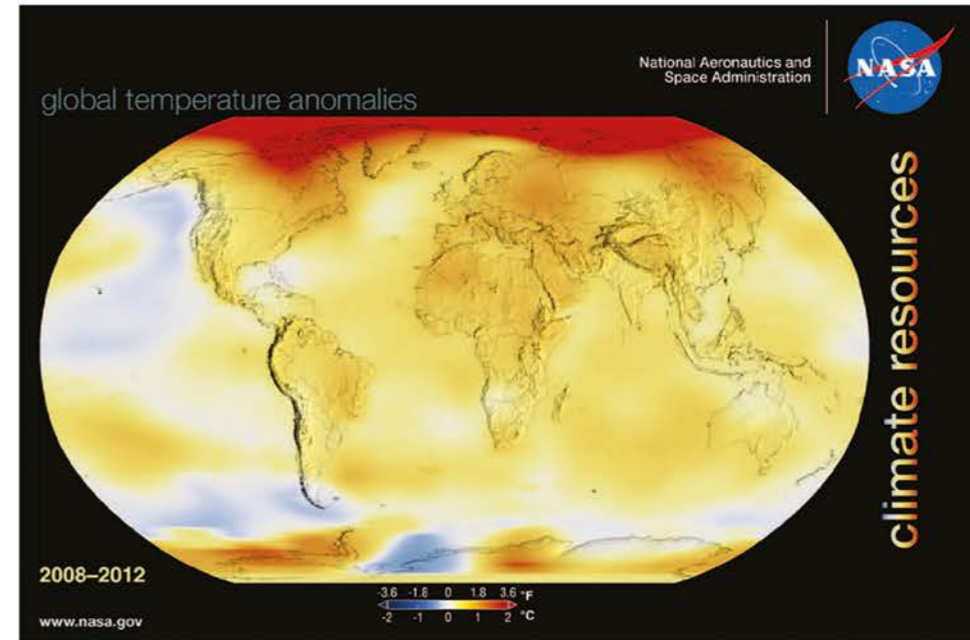 National Aeronautics and
Space Administration
NASA
global temperature anomalies
climate resources
2008–2012
-3.6 -1.8 0 1.8 3.6 °F
-2 -1 0 1 2 °C
www.nasa.gov